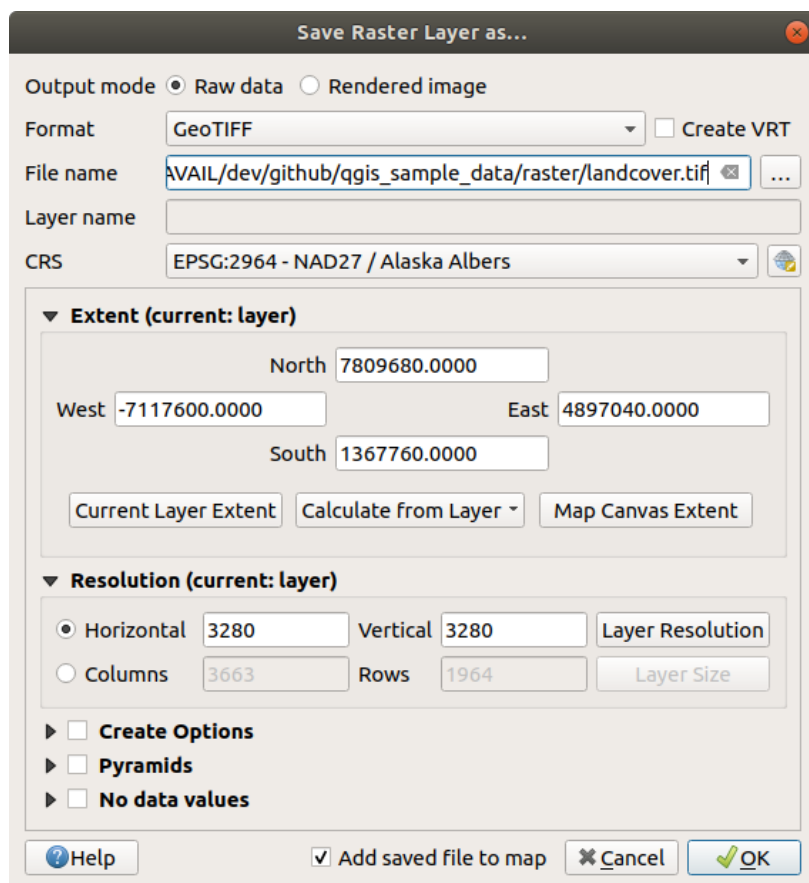 Save Raster Layer as...
Output mode Raw data Rendered image
Format GeoTIFF Create VRT
File name AVAIL/dev/github/qgis_sample_data/raster/landcover.tif ...
Layer name
CRS EPSG:2964 - NAD27 / Alaska Albers
Extent (current: layer)
North 7809680.0000
West -7117600.0000 East 4897040.0000
South 1367760.0000
Current Layer Extent Calculate from Layer Map Canvas Extent
Resolution (current: layer)
Horizontal 3280 Vertical 3280 Layer Resolution
Columns 3663 Rows 1964 Layer Size
Create Options
Pyramids
No data values
Help Add saved file to map Cancel OK